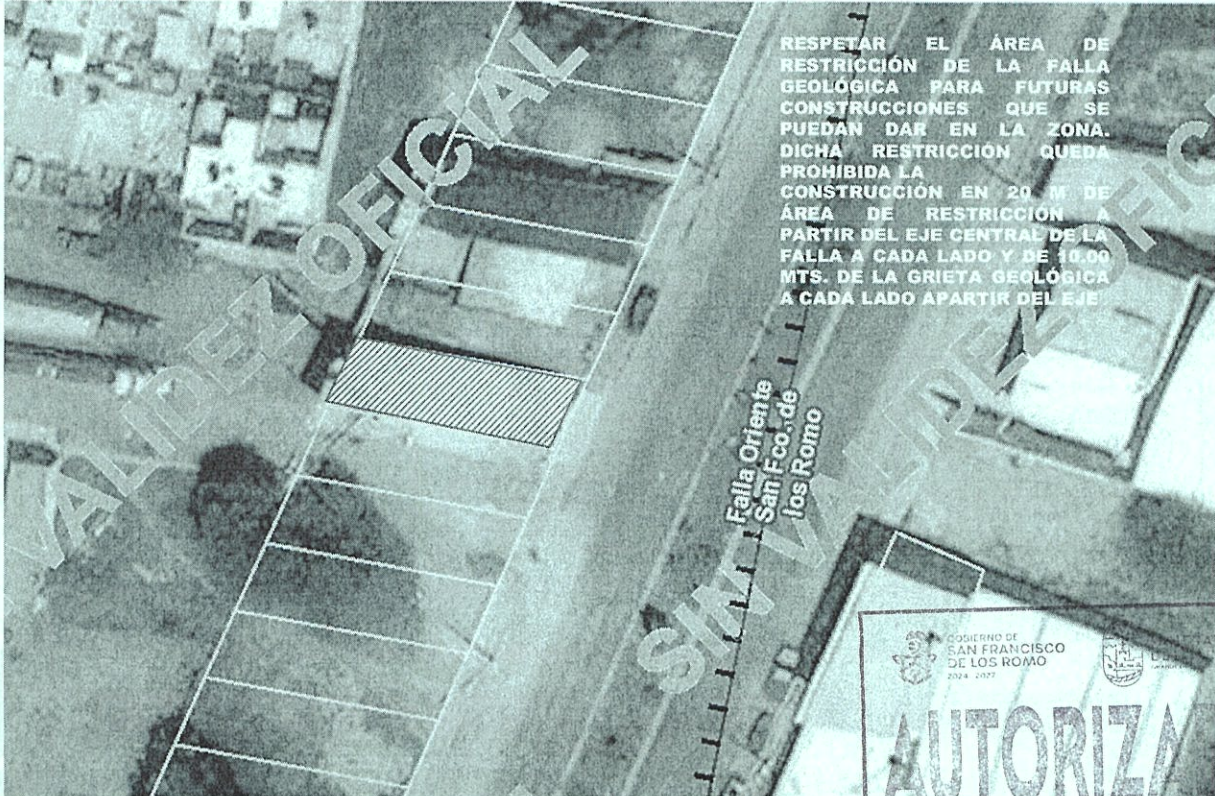 RESPETAR EL ÁREA DE
RESTRICCIÓN DE LA FALLA
GEOLÓGICA PARA FUTURAS
CONSTRUCCIONES QUE SE
PUEDAN DAR EN LA ZONA.
DICHA RESTRICCIÓN QUEDA
PROHIBIDA LA
CONSTRUCCIÓN EN 20 M DE
ÁREA DE RESTRICCIÓN A
PARTIR DEL EJE CENTRAL DE LA
FALLA A CADA LADO Y DE 10.00
MTS. DE LA GRIETA GEOLÓGICA
A CADA LADO APARTIR DEL EJE
VALIDEZ OFICIAL
SIN VALIDEZ OFICI
Falla Oriente
San Fco. de
los Romo
GOBIERNO DE
SAN FRANCISCO
DE LOS ROMO
2024 - 2027
AUTORIZA